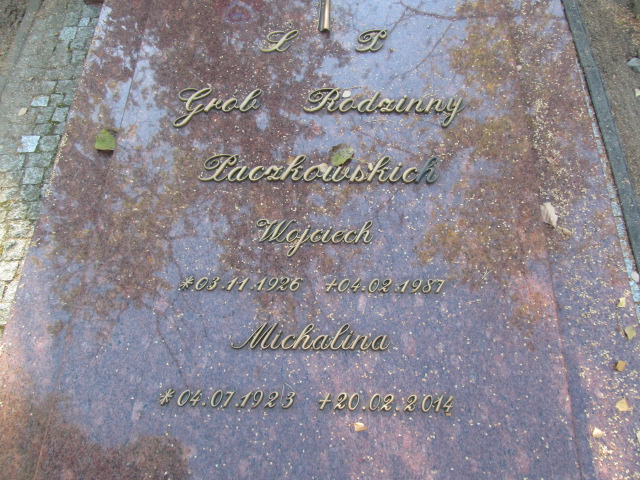 Ś P
Grób Rodzinny
Paczkowskich
Wojciech
*03.11.1926 +04.02.1987
Michalina
*04.07.1923 +20.02.2014